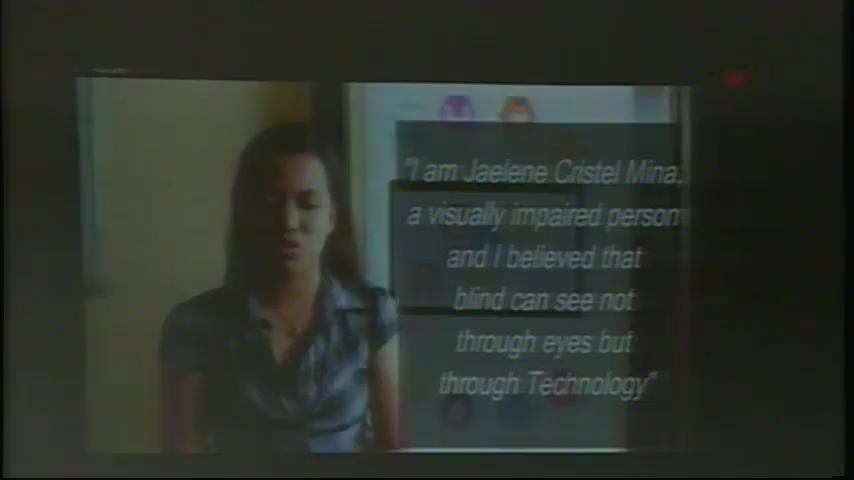 "I am Jaelene Cristel Mina,
a visually impaired person
and I believed that
blind can see not
through eyes but
through Technology"